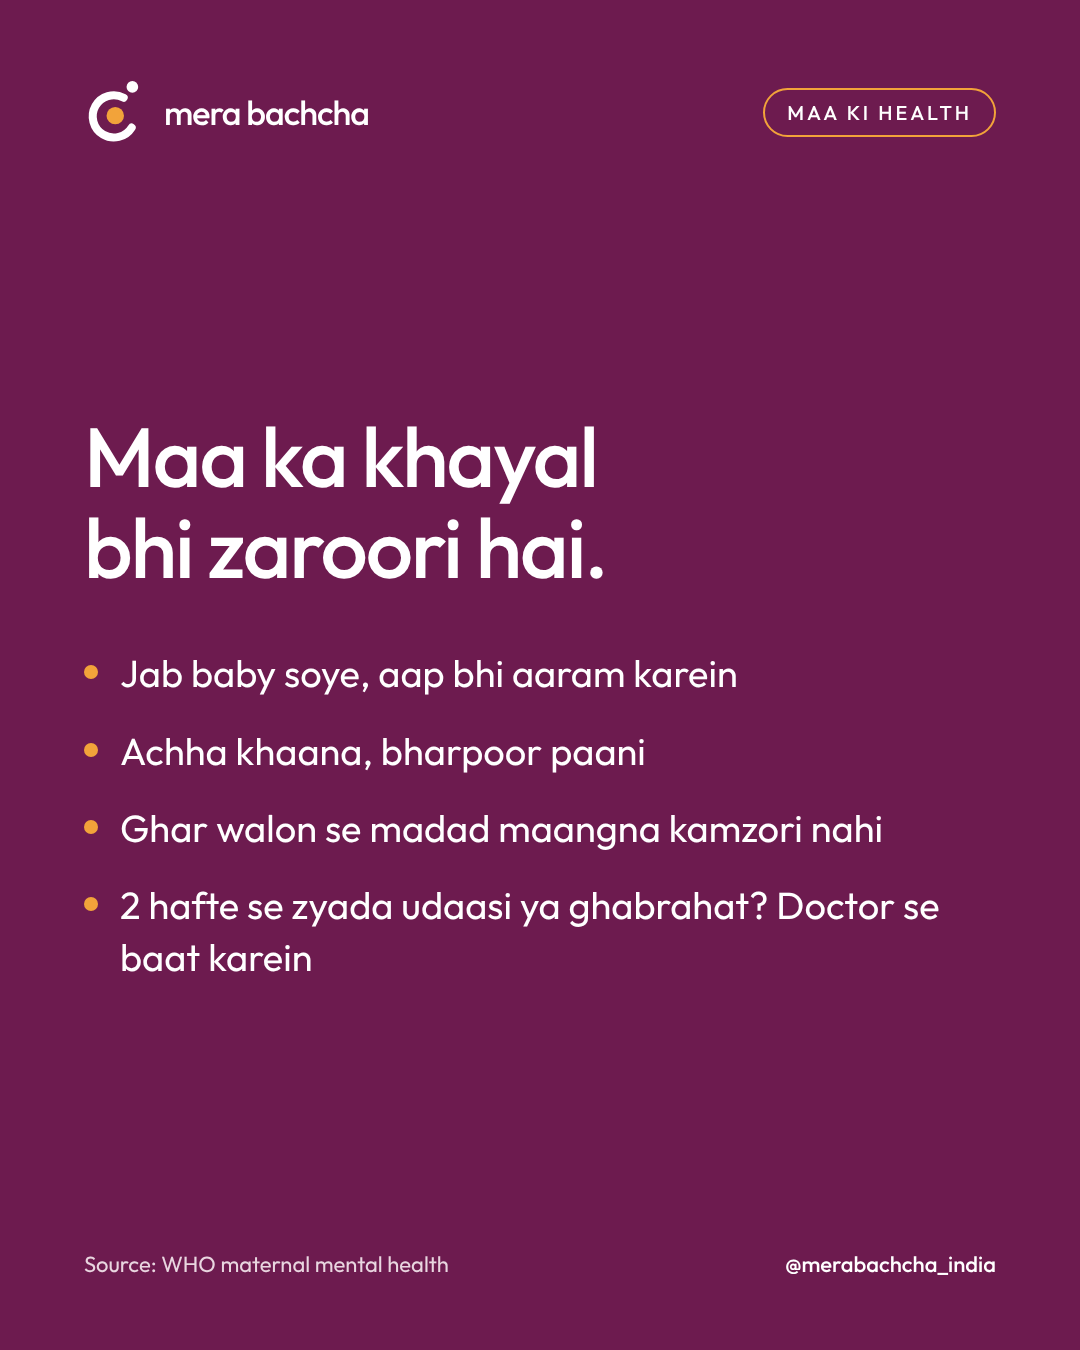 mera bachcha
MAA KI HEALTH
Maa ka khayal
bhi zaroori hai.
Jab baby soye, aap bhi aaram karein
Achha khaana, bharpoor paani
Ghar walon se madad maangna kamzori nahi
2 hafte se zyada udaasi ya ghabrahat? Doctor se
baat karein
Source: WHO maternal mental health
@merabachcha_india